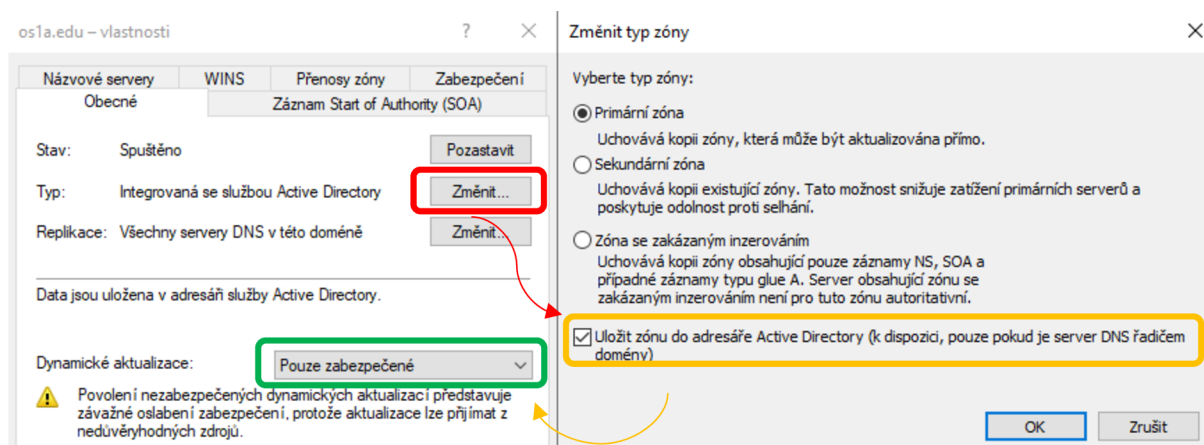 os1a.edu – vlastnosti
?
Názvové servery
WINS
Přenosy zóny
Zabezpečení
Obecné
Záznam Start of Authority (SOA)
Stav:
Spuštěno
Pozastavit
Typ:
Integrovaná se službou Active Directory
Změnit...
Replikace:
Všechny servery DNS v této doméně
Změnit...
Data jsou uložena v adresáři služby Active Directory.
Dynamické aktualizace:
Pouze zabezpečené
Povolení nezabezpečených dynamických aktualizací představuje
závažné oslabení zabezpečení, protože aktualizace lze přijímat z
nedůvěryhodných zdrojů.
Změnit typ zóny
Vyberte typ zóny:
Primární zóna
Uchovává kopii zóny, která může být aktualizována přímo.
Sekundární zóna
Uchovává kopii existující zóny. Tato možnost snižuje zatížení primárních serverů a
poskytuje odolnost proti selhání.
Zóna se zakázaným inzerováním
Uchovává kopii zóny obsahující pouze záznamy NS, SOA a
případné záznamy typu glue A. Server obsahující zónu se
zakázaným inzerováním není pro tuto zónu autoritativní.
Uložit zónu do adresáře Active Directory (k dispozici, pouze pokud je server DNS řadičem
domény)
OK
Zrušit